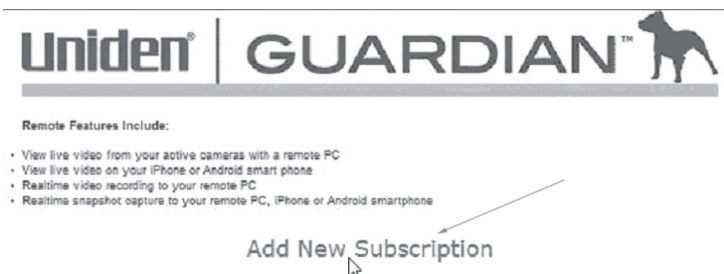 Uniden® GUARDIAN™
Remote Features Include:
• View live video from your active cameras with a remote PC
• View live video on your iPhone or Android smart phone
• Realtime video recording to your remote PC
• Realtime snapshot capture to your remote PC, iPhone or Android smartphone
Add New Subscription